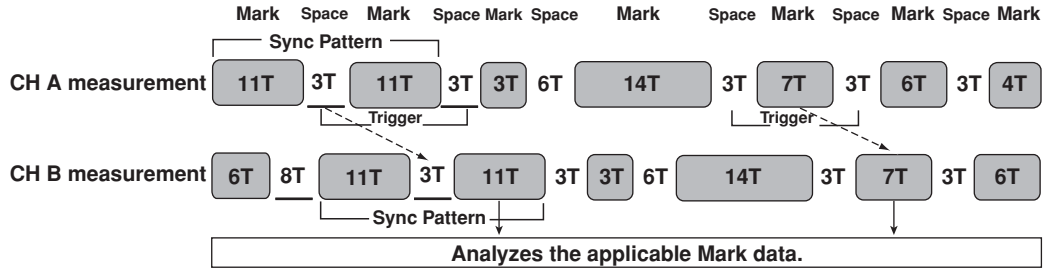 Mark Space Mark Space Mark Space Mark Space Mark Space Mark Space Mark
Sync Pattern
CH A measurement 11T 3T 11T 3T 3T 6T 14T 3T 7T 3T 6T 3T 4T
Trigger Trigger
CH B measurement 6T 8T 11T 3T 11T 3T 3T 6T 14T 3T 7T 3T 6T
Sync Pattern
Analyzes the applicable Mark data.